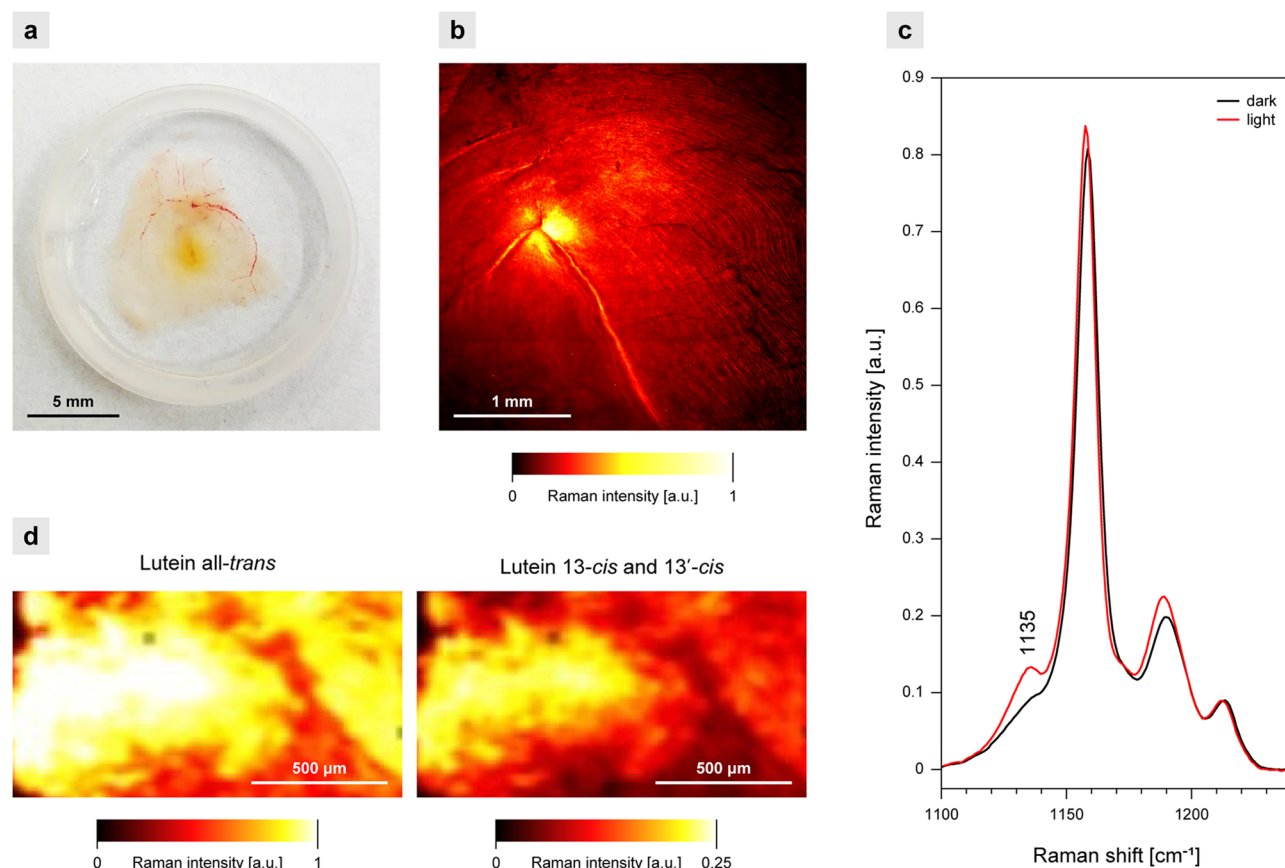 a
5 mm
b
1 mm
0 Raman intensity [a.u.] 1
c
0.9
0.8
0.7
0.6
0.5
0.4
0.3
0.2
0.1
0
Raman intensity [a.u.]
dark
light
1135
1100 1150 1200
Raman shift [cm⁻¹]
d
Lutein all-trans
500 µm
0 Raman intensity [a.u.] 1
Lutein 13-cis and 13′-cis
500 µm
0 Raman intensity [a.u.] 0.25